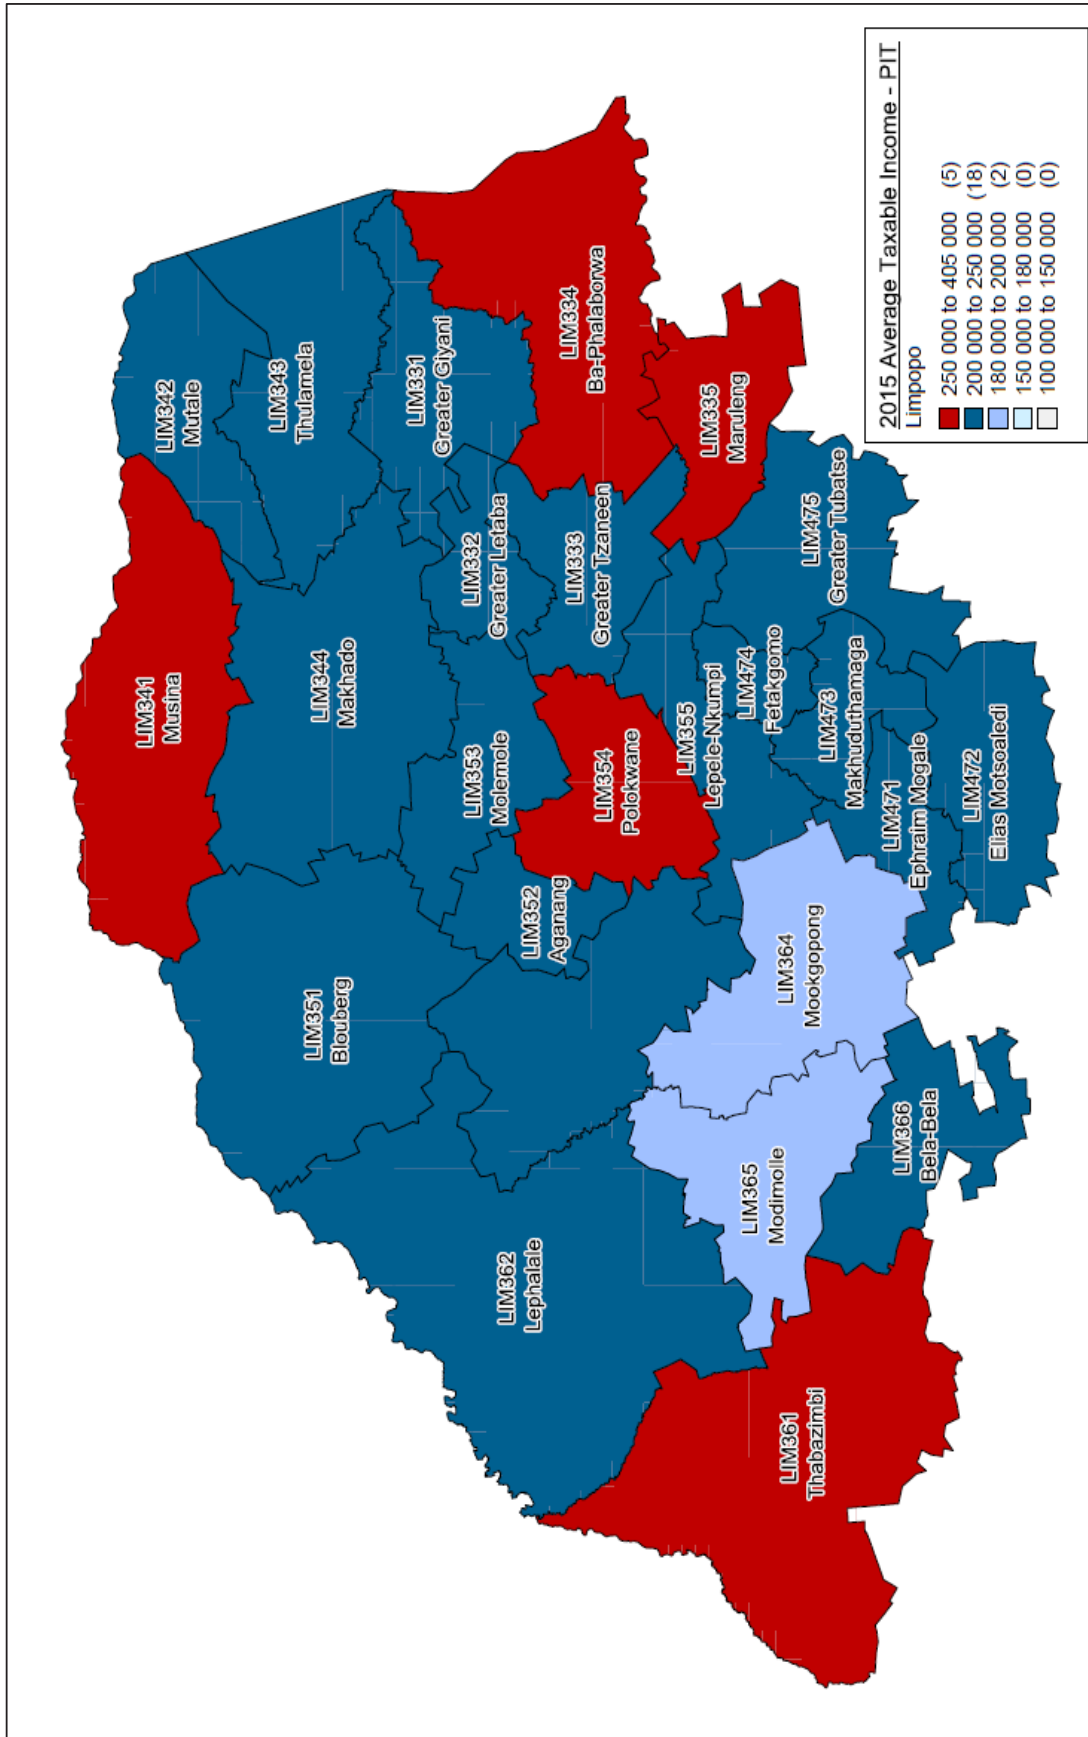 LIM341
Musina
LIM342
Mutale
LIM343
Thulamela
LIM344
Makhado
LIM351
Blouberg
LIM331
Greater Giyani
LIM332
Greater Letaba
LIM353
Molemole
LIM352
Aganang
LIM362
Lephalale
LIM334
Ba-Phalaborwa
LIM333
Greater Tzaneen
LIM354
Polokwane
LIM335
Maruleng
LIM355
Lepele-Nkumpi
LIM474
Fetakgomo
LIM475
Greater Tubatse
LIM473
Makhuduthamaga
LIM364
Mookgopong
LIM365
Modimolle
LIM361
Thabazimbi
LIM471
Ephraim Mogale
LIM366
Bela-Bela
LIM472
Elias Motsoaledi
2015 Average Taxable Income - PIT
Limpopo
250 000 to 405 000 (5)
200 000 to 250 000 (18)
180 000 to 200 000 (2)
150 000 to 180 000 (0)
100 000 to 150 000 (0)